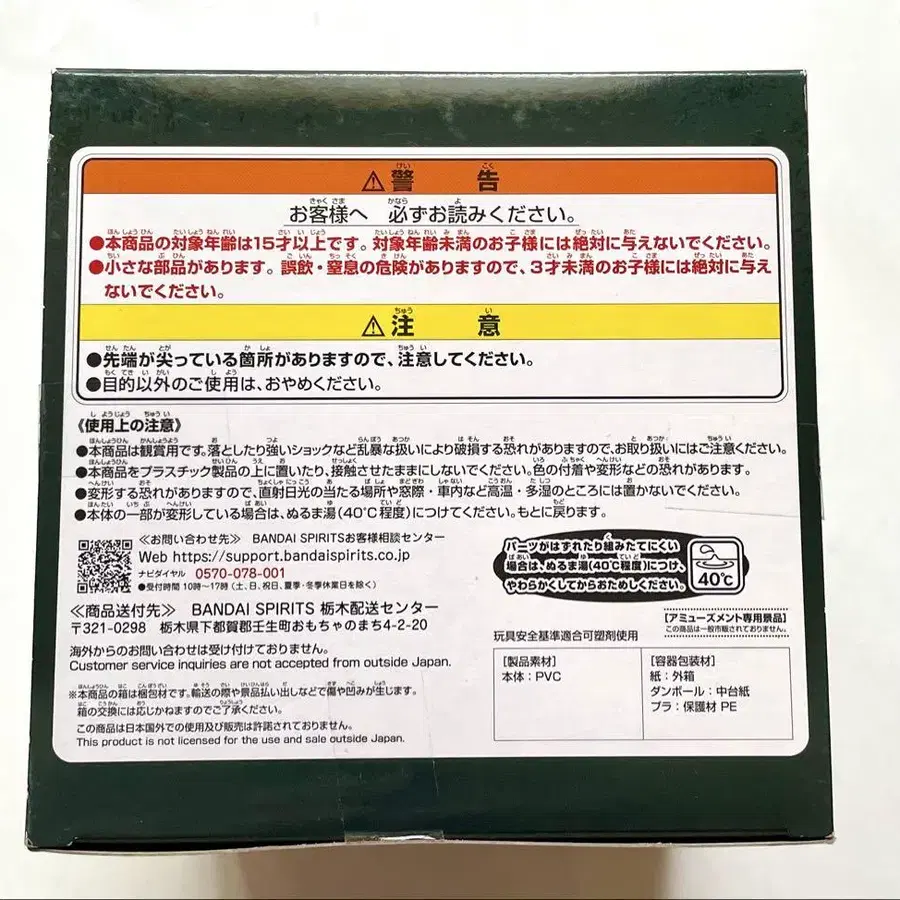 ⚠警告
お客様へ 必ずお読みください。
●本商品の対象年齢は15才以上です。対象年齢未満のお子様には絶対に与えないでください。
●小さな部品があります。誤飲・窒息の危険がありますので、3才未満のお子様には絶対に与え
ないでください。
⚠注意
●先端が尖っている箇所がありますので、注意してください。
●目的以外のご使用は、おやめください。
《使用上の注意》
●本商品は観賞用です。落としたり強いショックなど乱暴な扱いにより破損する恐れがありますので、お取り扱いにはご注意ください。
●本商品をプラスチック製品の上に置いたり、接触させたままにしないでください。色の付着や変形などの恐れがあります。
●変形する恐れがありますので、直射日光の当たる場所や窓際・車内など高温・多湿のところには置かないでください。
●本体の一部が変形している場合は、ぬるま湯(40℃程度)につけてください。もとに戻ります。
≪お問い合わせ先≫ BANDAI SPIRITSお客様相談センター
Web https://support.bandaispirits.co.jp
ナビダイヤル 0570-078-001
●受付時間 10時〜17時 (土、日、祝日、夏季・冬季休業日を除く)
パーツがはずれたり組みたてにくい
場合は、ぬるま湯(40℃程度)につけ、
やわらかくしてからおためしください。
40℃
≪商品送付先≫ BANDAI SPIRITS 栃木配送センター
〒321-0298 栃木県下都賀郡壬生町おもちゃのまち4-2-20
【アミューズメント専用景品】
この商品は一般市販されておりません。
海外からのお問い合わせは受け付けておりません。
Customer service inquiries are not accepted from outside Japan.
※本商品の箱は梱包材です。輸送の際や景品払い出しなどで傷や凹みが生じます。
箱の交換には応じかねますのでご了承ください。
この商品は日本国外での使用及び販売は許諾されておりません。
This product is not licensed for the use and sale outside Japan.
玩具安全基準適合可塑剤使用
[製品素材]
本体：PVC
[容器包装材]
紙：外箱
ダンボール：中台紙
プラ：保護材 PE